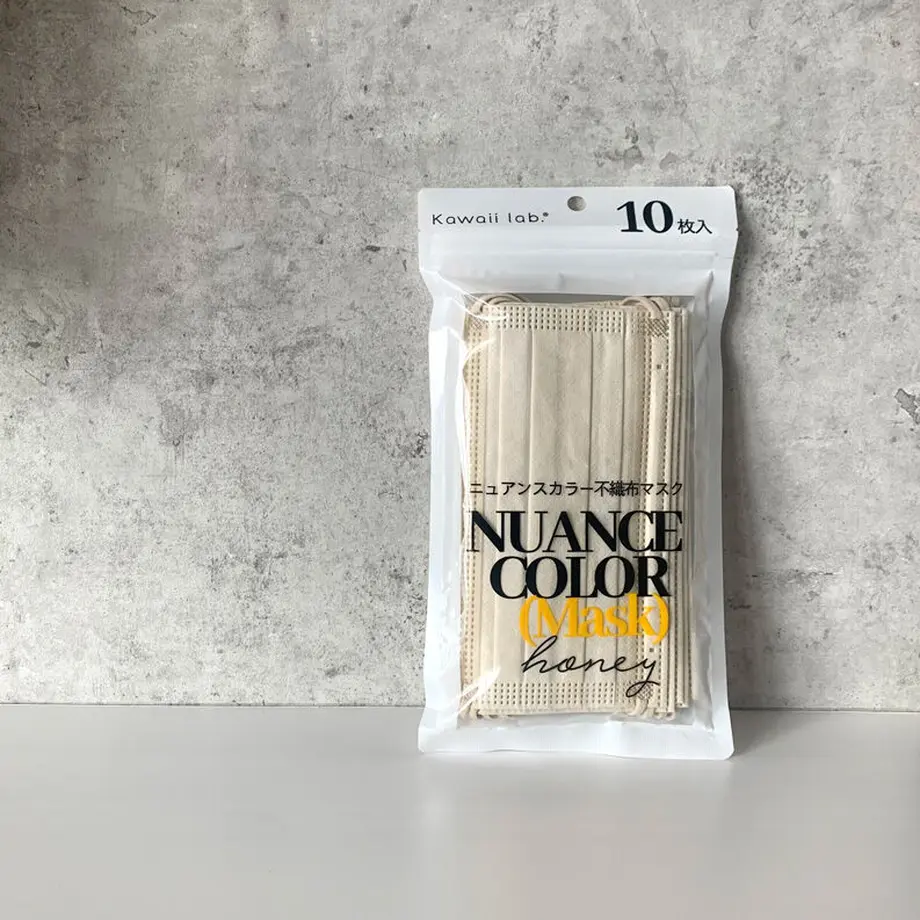 Kawaii lab.
10枚入
ニュアンスカラー不織布マスク
NUANCE
COLOR
(Mask)
honey